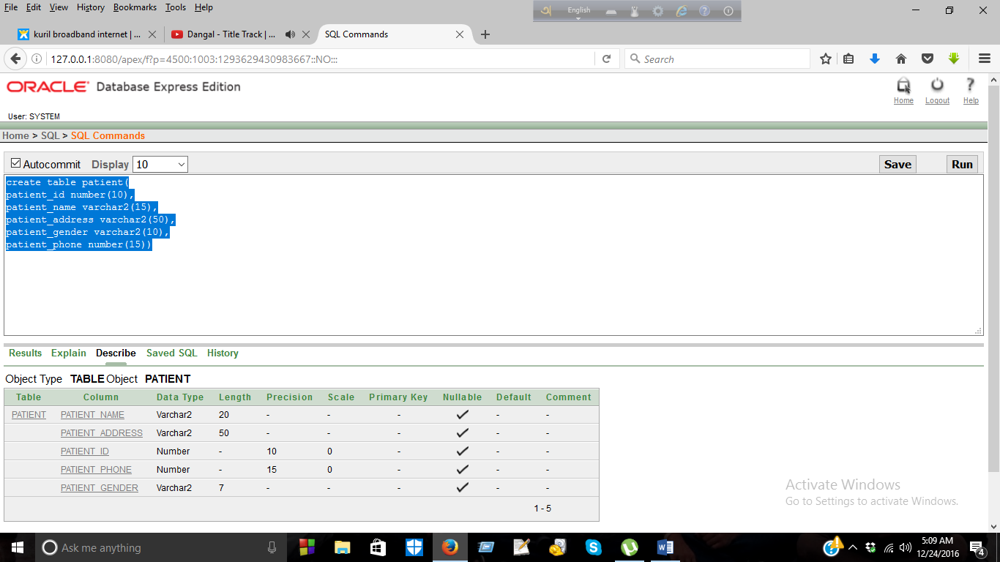 File Edit View History Bookmarks Tools Help
English
kuril broadband internet | ... Dangal - Title Track | ... SQL Commands
127.0.0.1:8080/apex/f?p=4500:1003:1293629430983667::NO::: Search
ORACLE Database Express Edition
Home Logout Help
User: SYSTEM
Home > SQL > SQL Commands
Autocommit Display 10 Save Run
create table patient(
patient_id number(10),
patient_name varchar2(15),
patient_address varchar2(50),
patient_gender varchar2(10),
patient_phone number(15))
Results Explain Describe Saved SQL History
Object Type TABLE Object PATIENT
Table Column Data Type Length Precision Scale Primary Key Nullable Default Comment
PATIENT PATIENT_NAME Varchar2 20 - - - - -
PATIENT_ADDRESS Varchar2 50 - - - - -
PATIENT_ID Number - 10 0 - - -
PATIENT_PHONE Number - 15 0 - - -
PATIENT_GENDER Varchar2 7 - - - - -
1 - 5
Activate Windows
Go to Settings to activate Windows.
Ask me anything
5:09 AM
12/24/2016
4